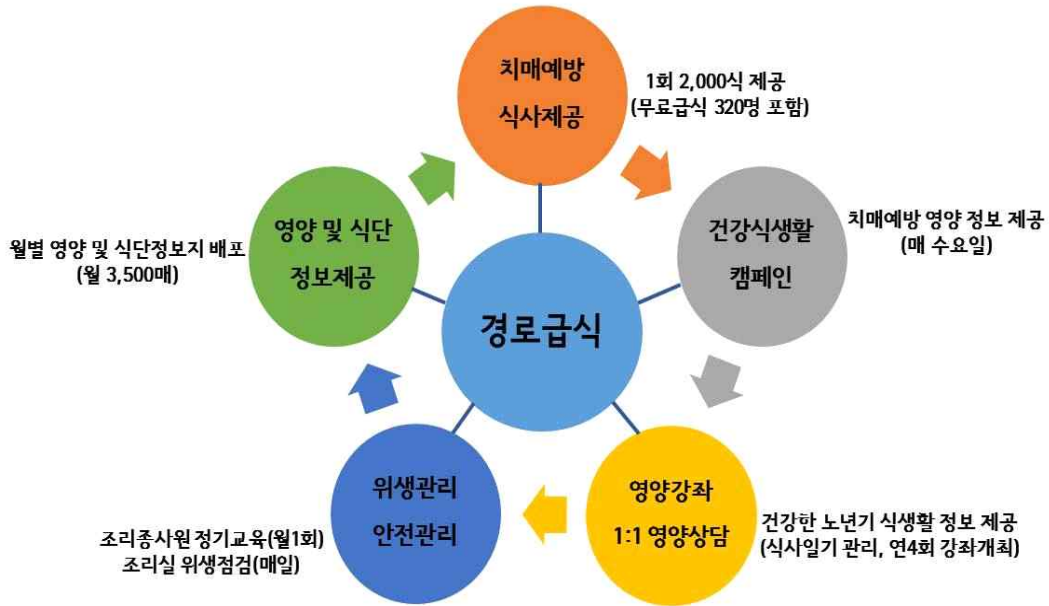 치매예방
식사제공
1회 2,000식 제공
(무료급식 320명 포함)
건강식생활
캠페인
치매예방 영양 정보 제공
(매 수요일)
영양강좌
1:1 영양상담
건강한 노년기 식생활 정보 제공
(식사일기 관리, 연4회 강좌개최)
위생관리
안전관리
조리종사원 정기교육(월1회)
조리실 위생점검(매일)
영양 및 식단
정보제공
월별 영양 및 식단정보지 배포
(월 3,500매)
경로급식